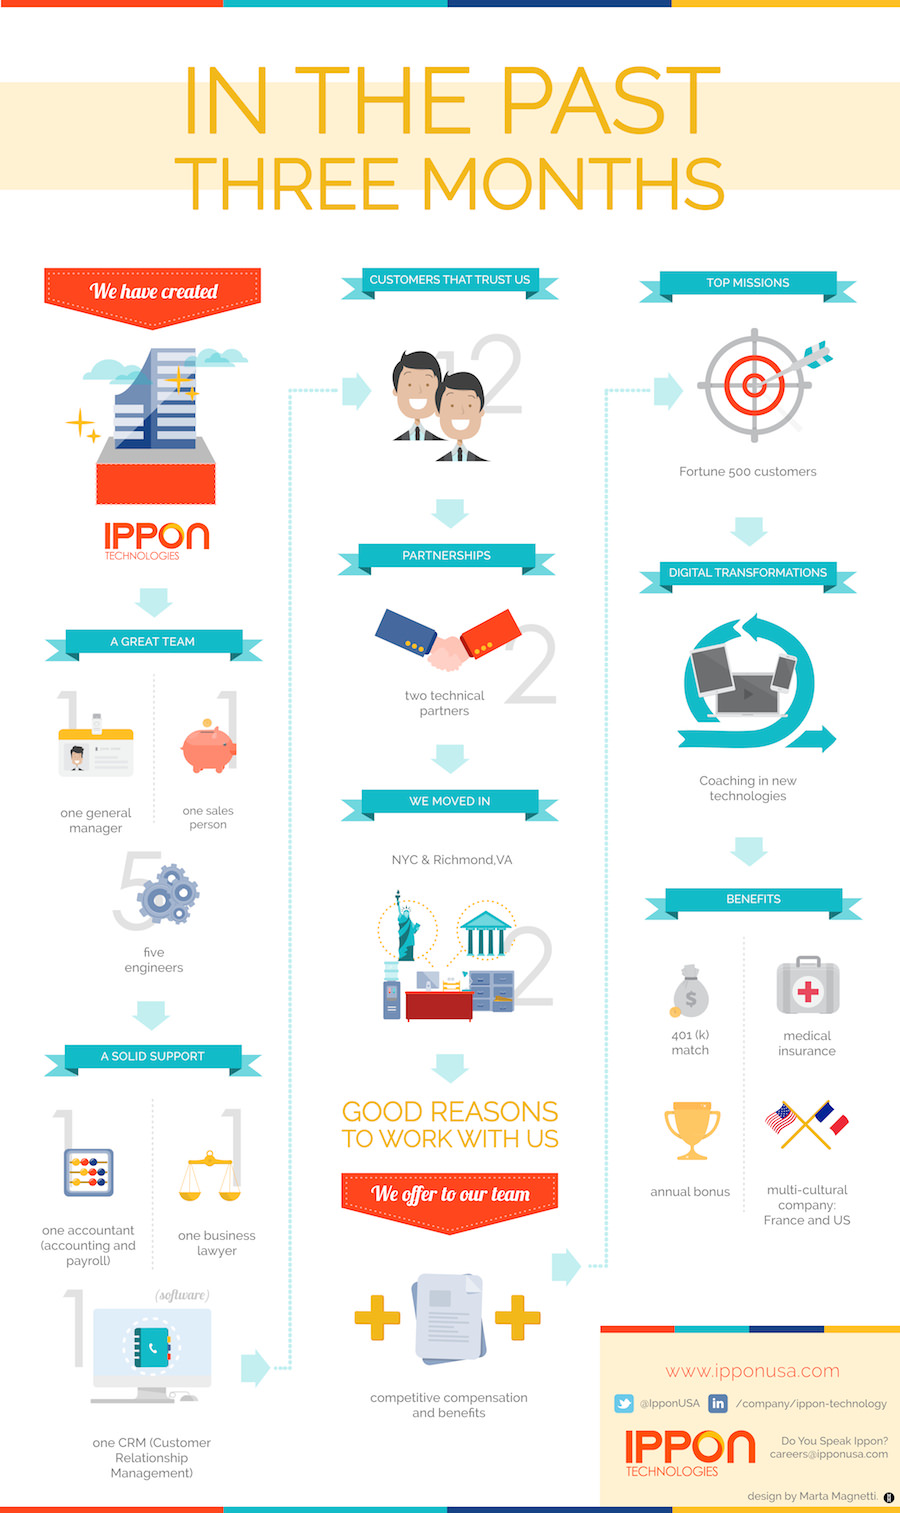 IN THE PAST
THREE MONTHS
We have created
IPPON
TECHNOLOGIES
A GREAT TEAM
1
one general
manager
1
one sales
person
5
five
engineers
A SOLID SUPPORT
1
one accountant
(accounting and
payroll)
1
one business
lawyer
1
(software)
one CRM (Customer
Relationship
Management)
CUSTOMERS THAT TRUST US
12
PARTNERSHIPS
2
two technical
partners
WE MOVED IN
NYC & Richmond,VA
2
GOOD REASONS
TO WORK WITH US
We offer to our team
competitive compensation
and benefits
TOP MISSIONS
Fortune 500 customers
DIGITAL TRANSFORMATIONS
Coaching in new
technologies
BENEFITS
$
401 (k)
match
medical
insurance
annual bonus
multi-cultural
company:
France and US
www.ipponusa.com
@IpponUSA
in
/company/ippon-technology
IPPON
TECHNOLOGIES
Do You Speak Ippon?
careers@ipponusa.com
design by Marta Magnetti.